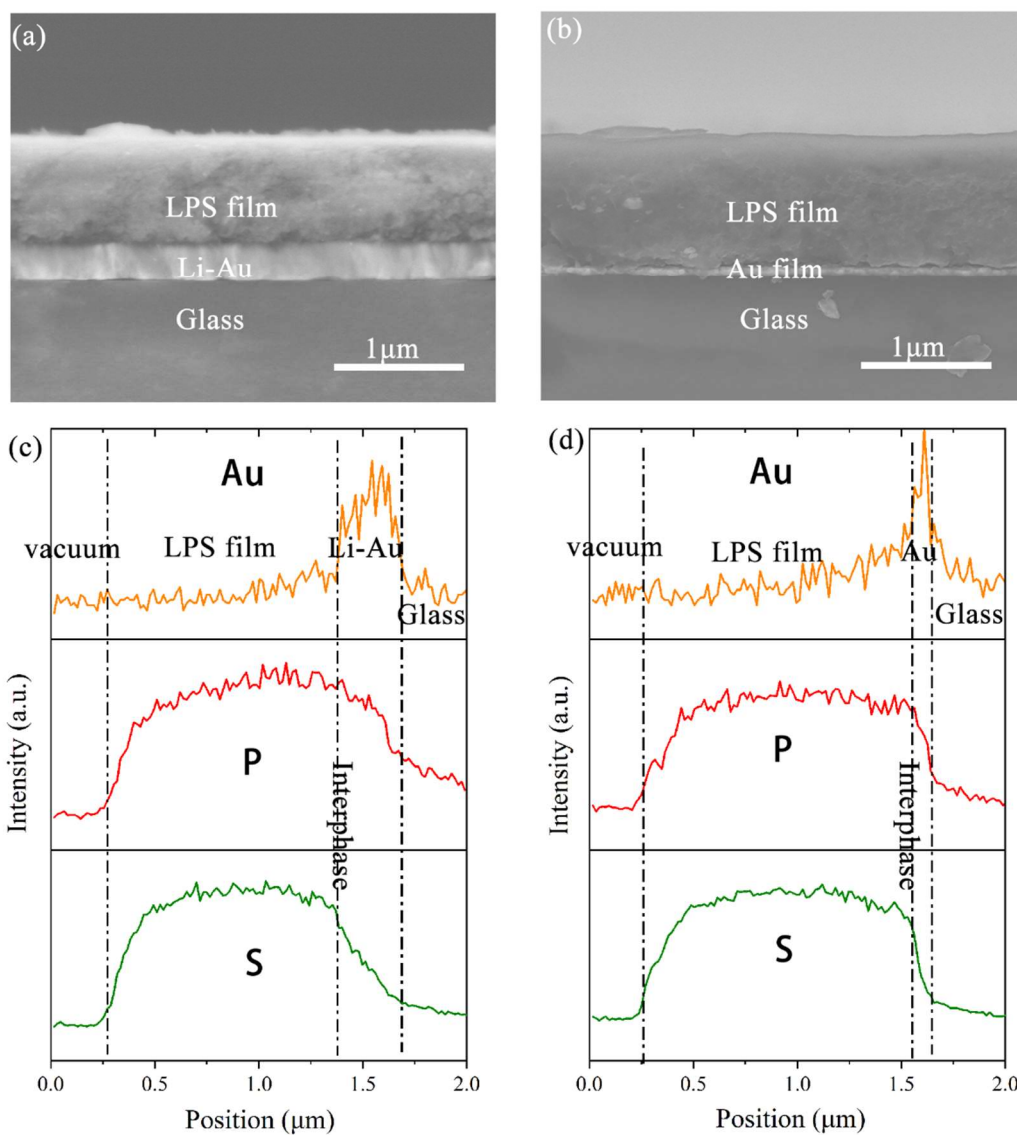 (a)
LPS film
Li-Au
Glass
1μm
(b)
LPS film
Au film
Glass
1μm
(c)
Au
vacuum
LPS film
Li-Au
Glass
P
Interphase
S
Intensity (a.u.)
0.0 0.5 1.0 1.5 2.0
Position (μm)
(d)
Au
vacuum
LPS film
Au
Glass
P
Interphase
S
Intensity (a.u.)
0.0 0.5 1.0 1.5 2.0
Position (μm)